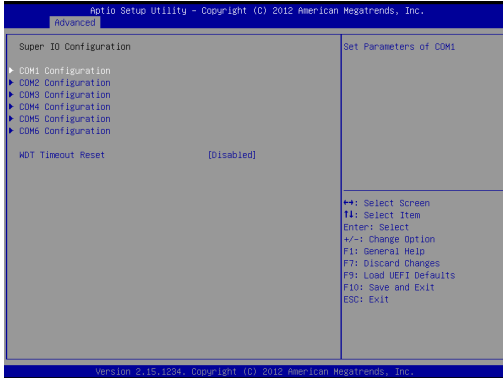 Aptio Setup Utility – Copyright (C) 2012 American Megatrends, Inc.
Advanced
Super IO Configuration
COM1 Configuration
COM2 Configuration
COM3 Configuration
COM4 Configuration
COM5 Configuration
COM6 Configuration
WDT Timeout Reset [Disabled]
Set Parameters of COM1
↔: Select Screen
↑↓: Select Item
Enter: Select
+/-: Change Option
F1: General Help
F7: Discard Changes
F9: Load UEFI Defaults
F10: Save and Exit
ESC: Exit
Version 2.15.1234. Copyright (C) 2012 American Megatrends, Inc.